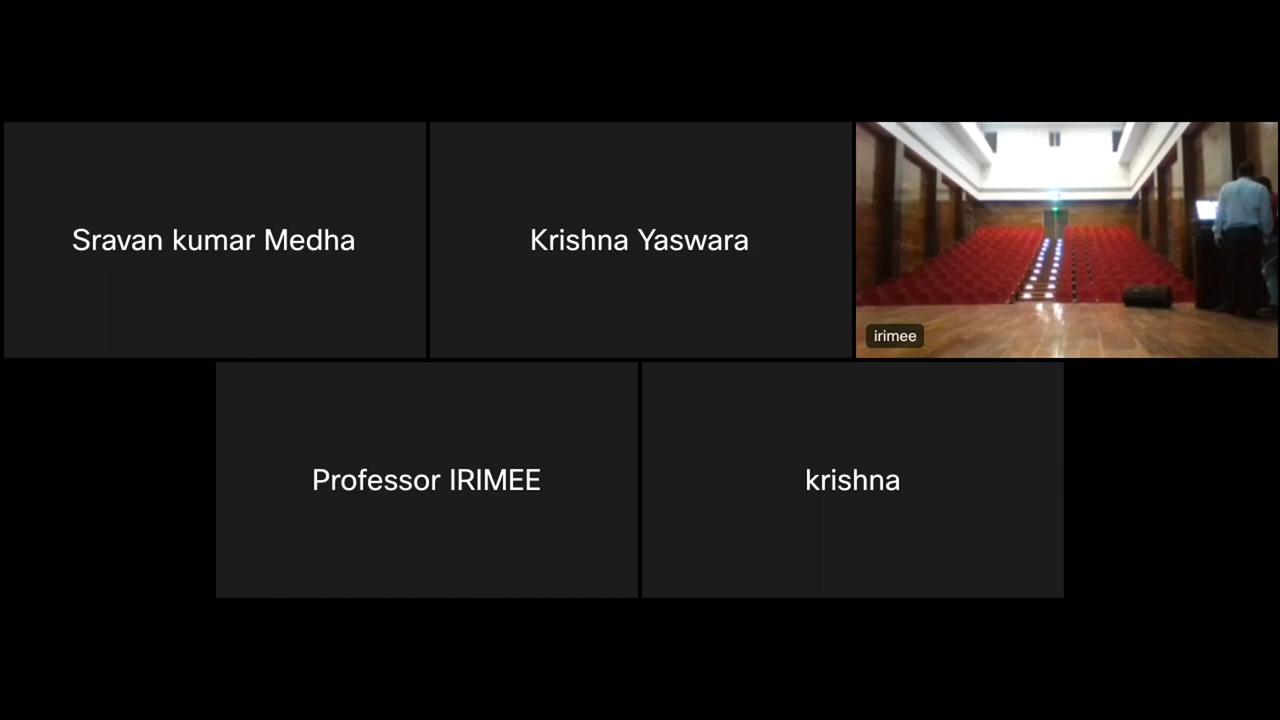 Sravan kumar Medha
Krishna Yaswara
irimee
Professor IRIMEE
krishna